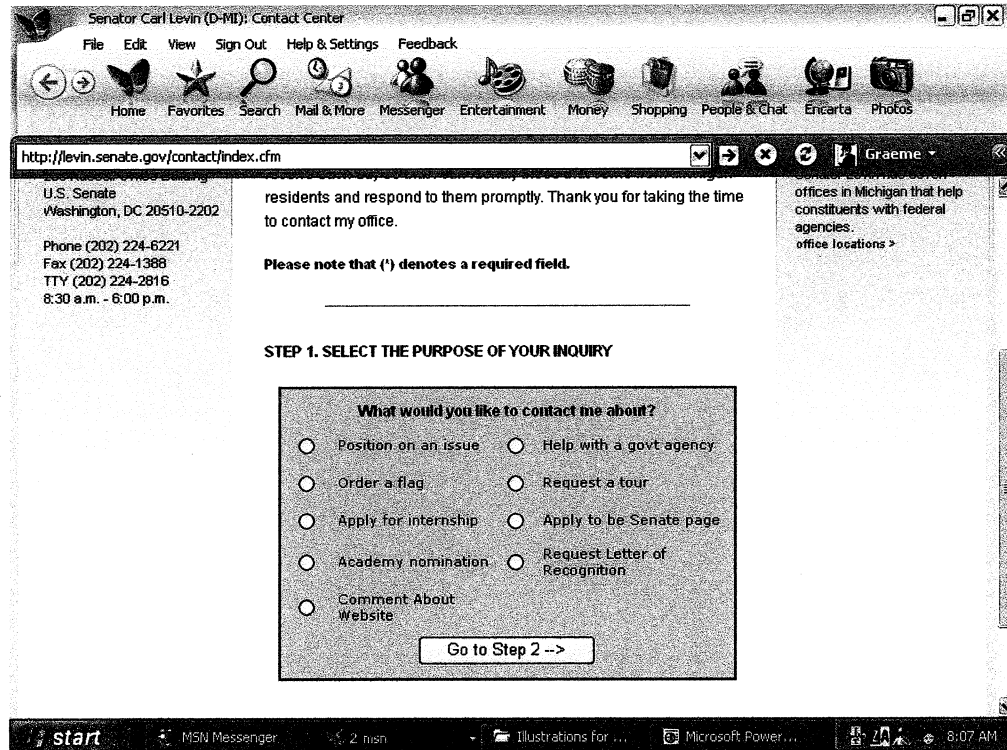 Senator Carl Levin (D-MI): Contact Center
File Edit View Sign Out Help & Settings Feedback
Home Favorites Search Mail & More Messenger Entertainment Money Shopping People & Chat Encarta Photos
http://levin.senate.gov/contact/index.cfm
Graeme
U.S. Senate
Washington, DC 20510-2202
Phone (202) 224-6221
Fax (202) 224-1388
TTY (202) 224-2816
8:30 a.m. - 6:00 p.m.
residents and respond to them promptly. Thank you for taking the time
to contact my office.
Please note that (*) denotes a required field.
STEP 1. SELECT THE PURPOSE OF YOUR INQUIRY
What would you like to contact me about?
Position on an issue Help with a govt agency
Order a flag Request a tour
Apply for internship Apply to be Senate page
Academy nomination Request Letter of
Recognition
Comment About
Website
Go to Step 2 -->
offices in Michigan that help
constituents with federal
agencies.
office locations >
start MSN Messenger 2 msn Illustrations for ... Microsoft Power... 8:07 AM